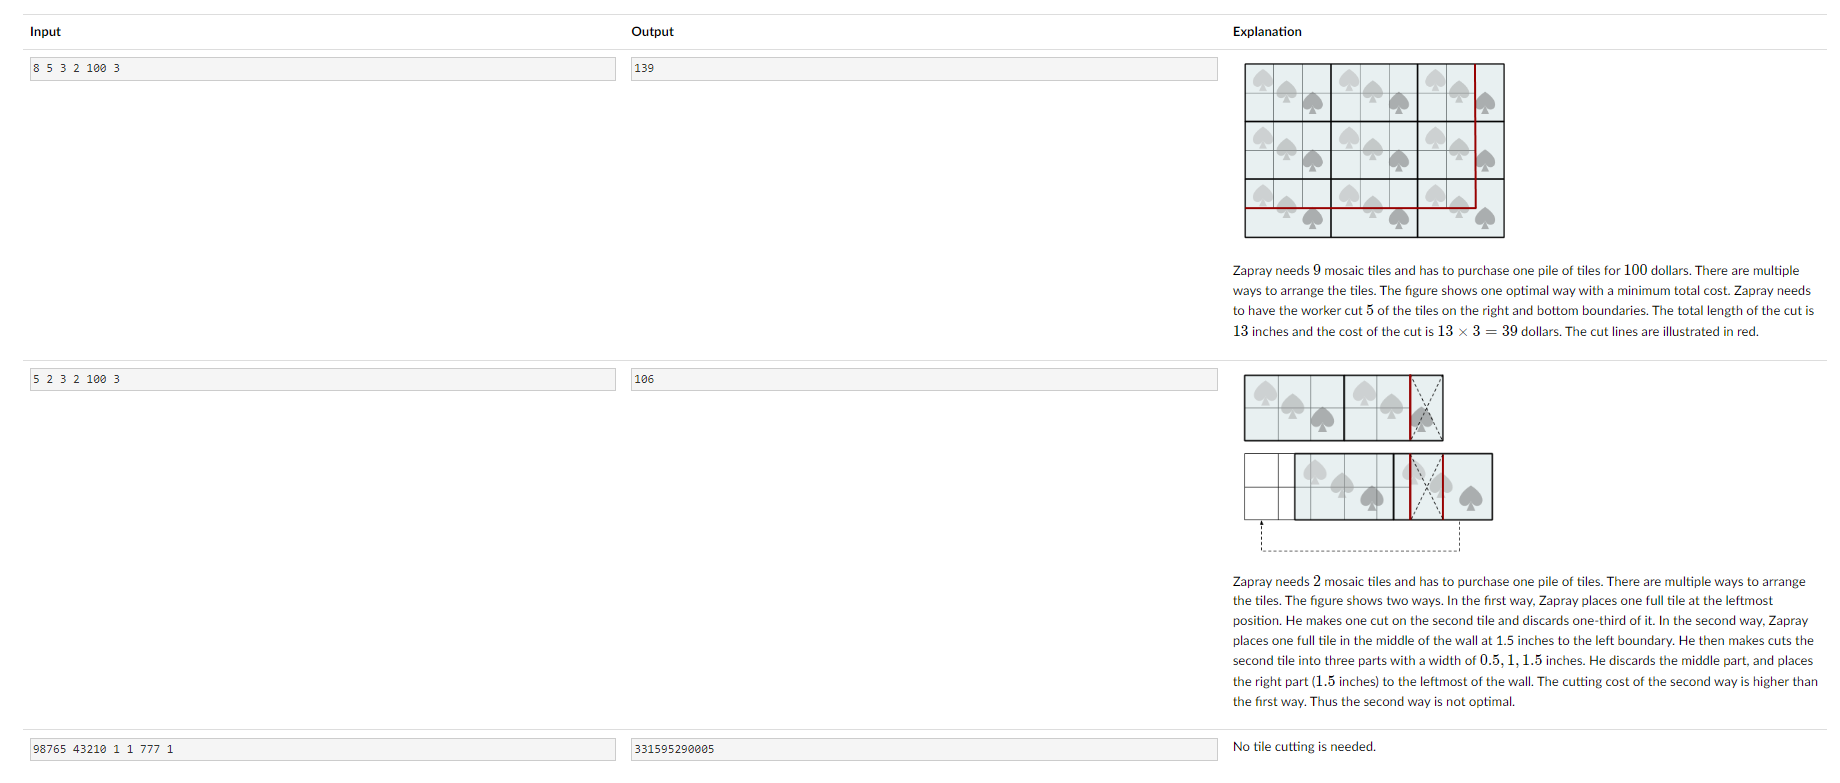 Input Output Explanation
8 5 3 2 100 3
139
Zapray needs 9 mosaic tiles and has to purchase one pile of tiles for 100 dollars. There are multiple
ways to arrange the tiles. The figure shows one optimal way with a minimum total cost. Zapray needs
to have the worker cut 5 of the tiles on the right and bottom boundaries. The total length of the cut is
13 inches and the cost of the cut is 13 × 3 = 39 dollars. The cut lines are illustrated in red.
5 2 3 2 100 3
106
Zapray needs 2 mosaic tiles and has to purchase one pile of tiles. There are multiple ways to arrange
the tiles. The figure shows two ways. In the first way, Zapray places one full tile at the leftmost
position. He makes one cut on the second tile and discards one-third of it. In the second way, Zapray
places one full tile in the middle of the wall at 1.5 inches to the left boundary. He then makes cuts the
second tile into three parts with a width of 0.5, 1, 1.5 inches. He discards the middle part, and places
the right part (1.5 inches) to the leftmost of the wall. The cutting cost of the second way is higher than
the first way. Thus the second way is not optimal.
98765 43210 1 1 777 1
331595290005
No tile cutting is needed.